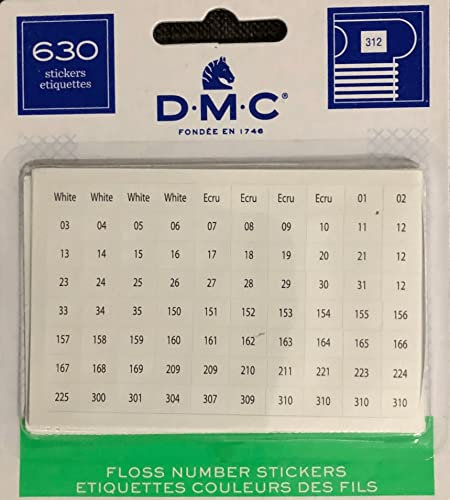 630
stickers
etiquettes
312
D·M·C®
FONDÉE EN 1746
White White White White Ecru Ecru Ecru Ecru 01 02
03 04 05 06 07 08 09 10 11 12
13 14 15 16 17 18 19 20 21 12
23 24 25 26 27 28 29 30 31 12
33 34 35 150 151 152 153 154 155 156
157 158 159 160 161 162 163 164 165 166
167 168 169 209 209 210 211 221 223 224
225 300 301 304 307 309 310 310 310 310
FLOSS NUMBER STICKERS
ETIQUETTES COULEURS DES FILS